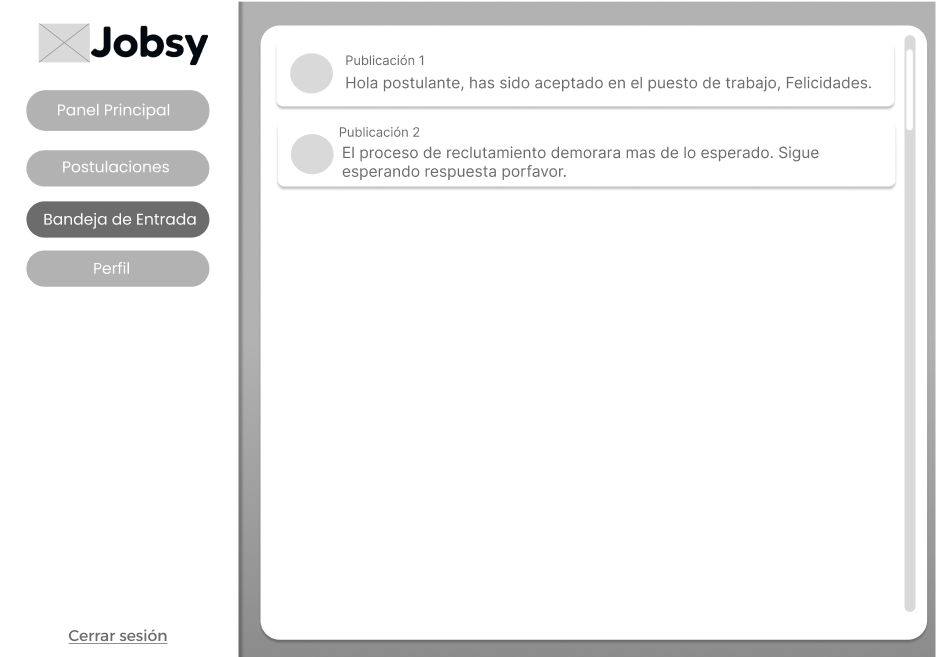 Jobsy
Panel Principal
Postulaciones
Bandeja de Entrada
Perfil
Cerrar sesión
Publicación 1
Hola postulante, has sido aceptado en el puesto de trabajo, Felicidades.
Publicación 2
El proceso de reclutamiento demorara mas de lo esperado. Sigue
esperando respuesta porfavor.